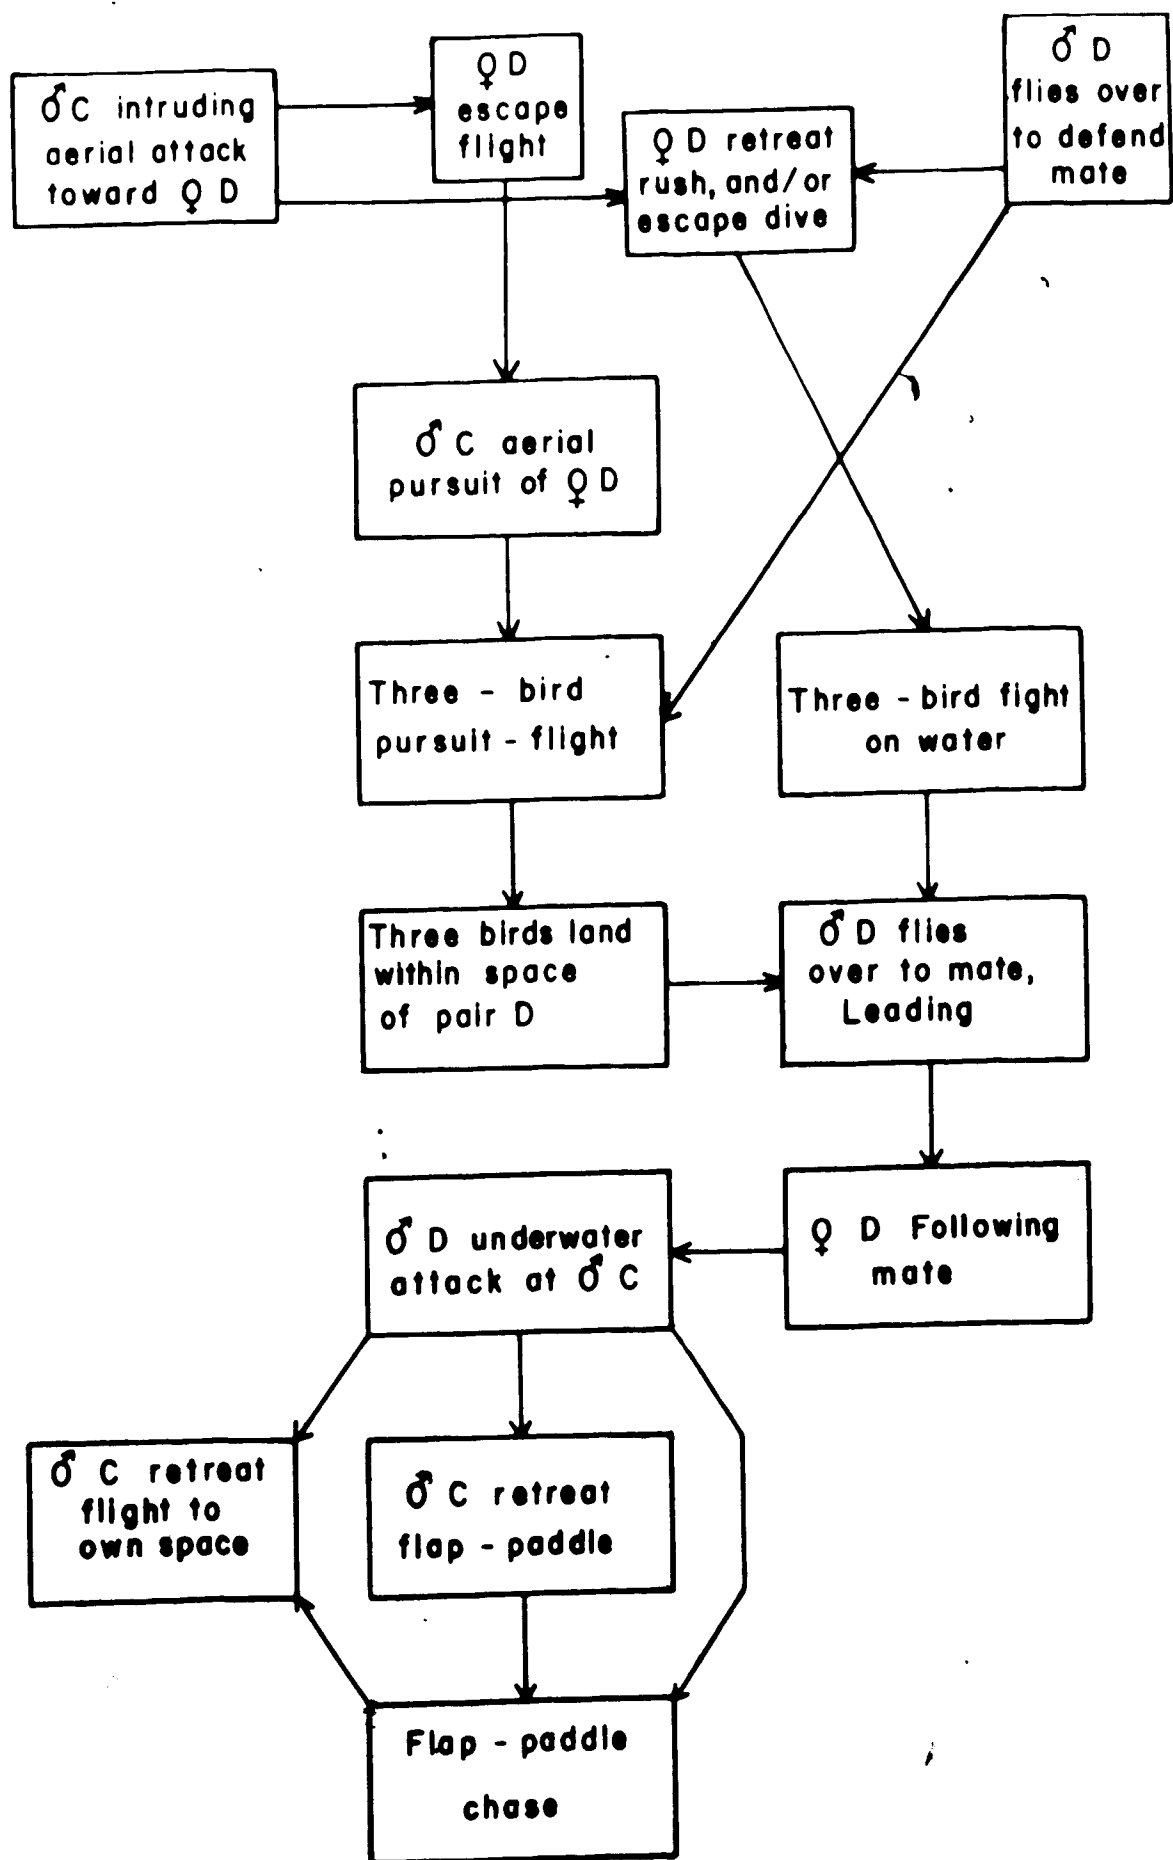 ♂ C intruding
aerial attack
toward ♀ D
♀ D
escape
flight
♀ D retreat
rush, and/or
escape dive
♂ D
flies over
to defend
mate
♂ C aerial
pursuit of ♀ D
Three - bird
pursuit - flight
Three - bird fight
on water
Three birds land
within space
of pair D
♂ D flies
over to mate,
Leading
♂ D underwater
attack at ♂ C
♀ D Following
mate
♂ C retreat
flight to
own space
♂ C retreat
flap - paddle
Flap - paddle
chase